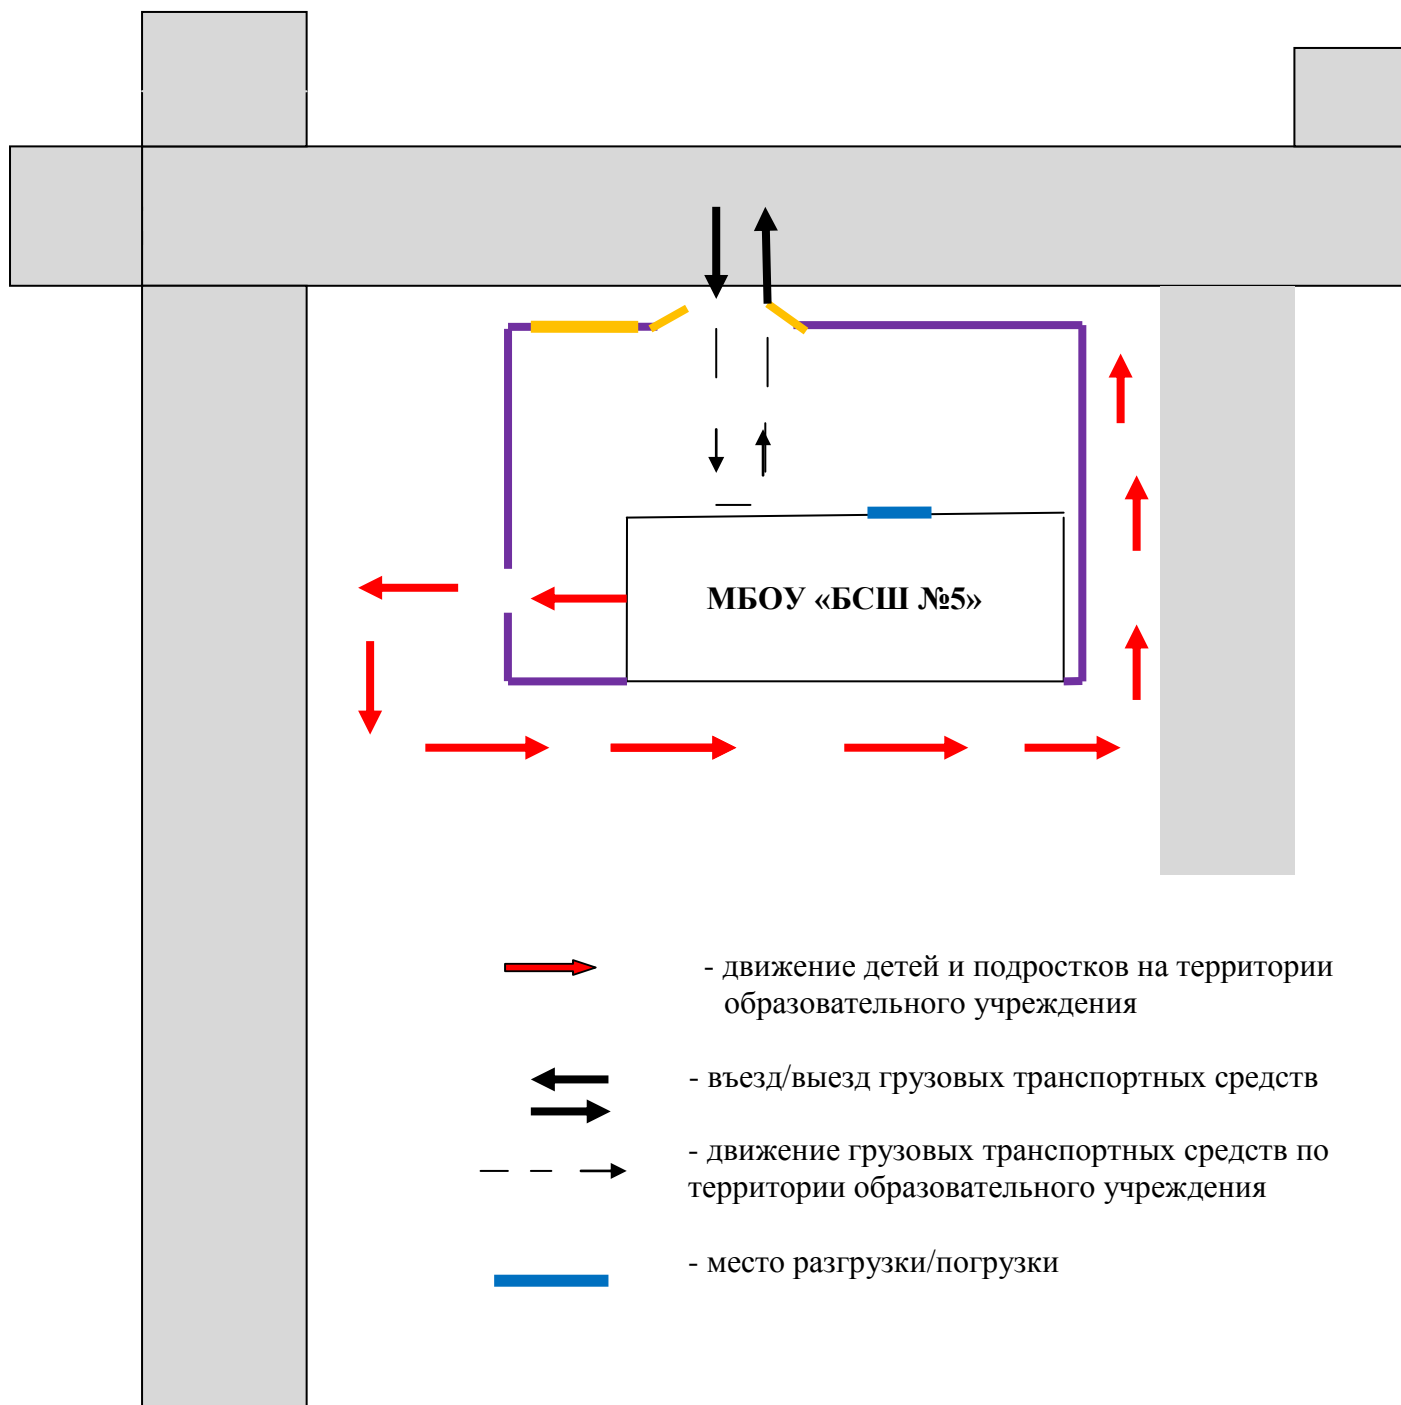 МБОУ «БСШ №5»
- движение детей и подростков на территории
образовательного учреждения
- въезд/выезд грузовых транспортных средств
- движение грузовых транспортных средств по
территории образовательного учреждения
- место разгрузки/погрузки